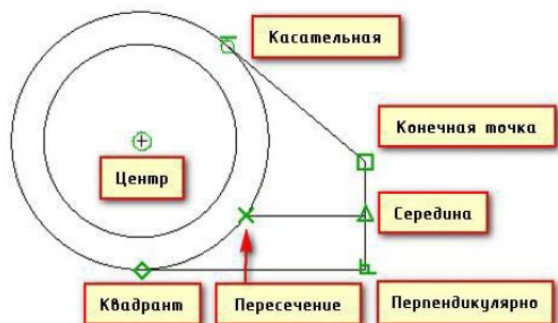 Касательная
Конечная точка
Центр
Середина
Квадрант
Пересечение
Перпендикулярно